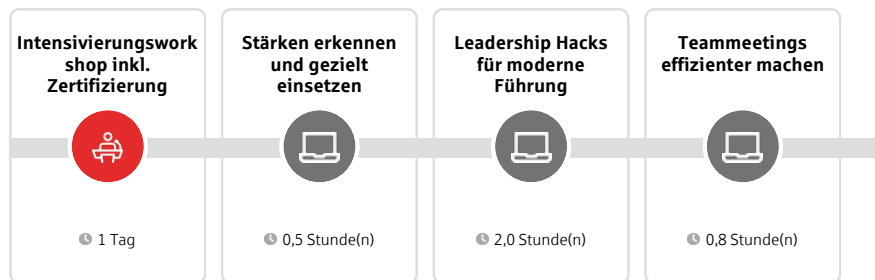 Intensivierungswork
shop inkl.
Zertifizierung
1 Tag
Stärken erkennen
und gezielt
einsetzen
0,5 Stunde(n)
Leadership Hacks
für moderne
Führung
2,0 Stunde(n)
Teammeetings
effizienter machen
0,8 Stunde(n)